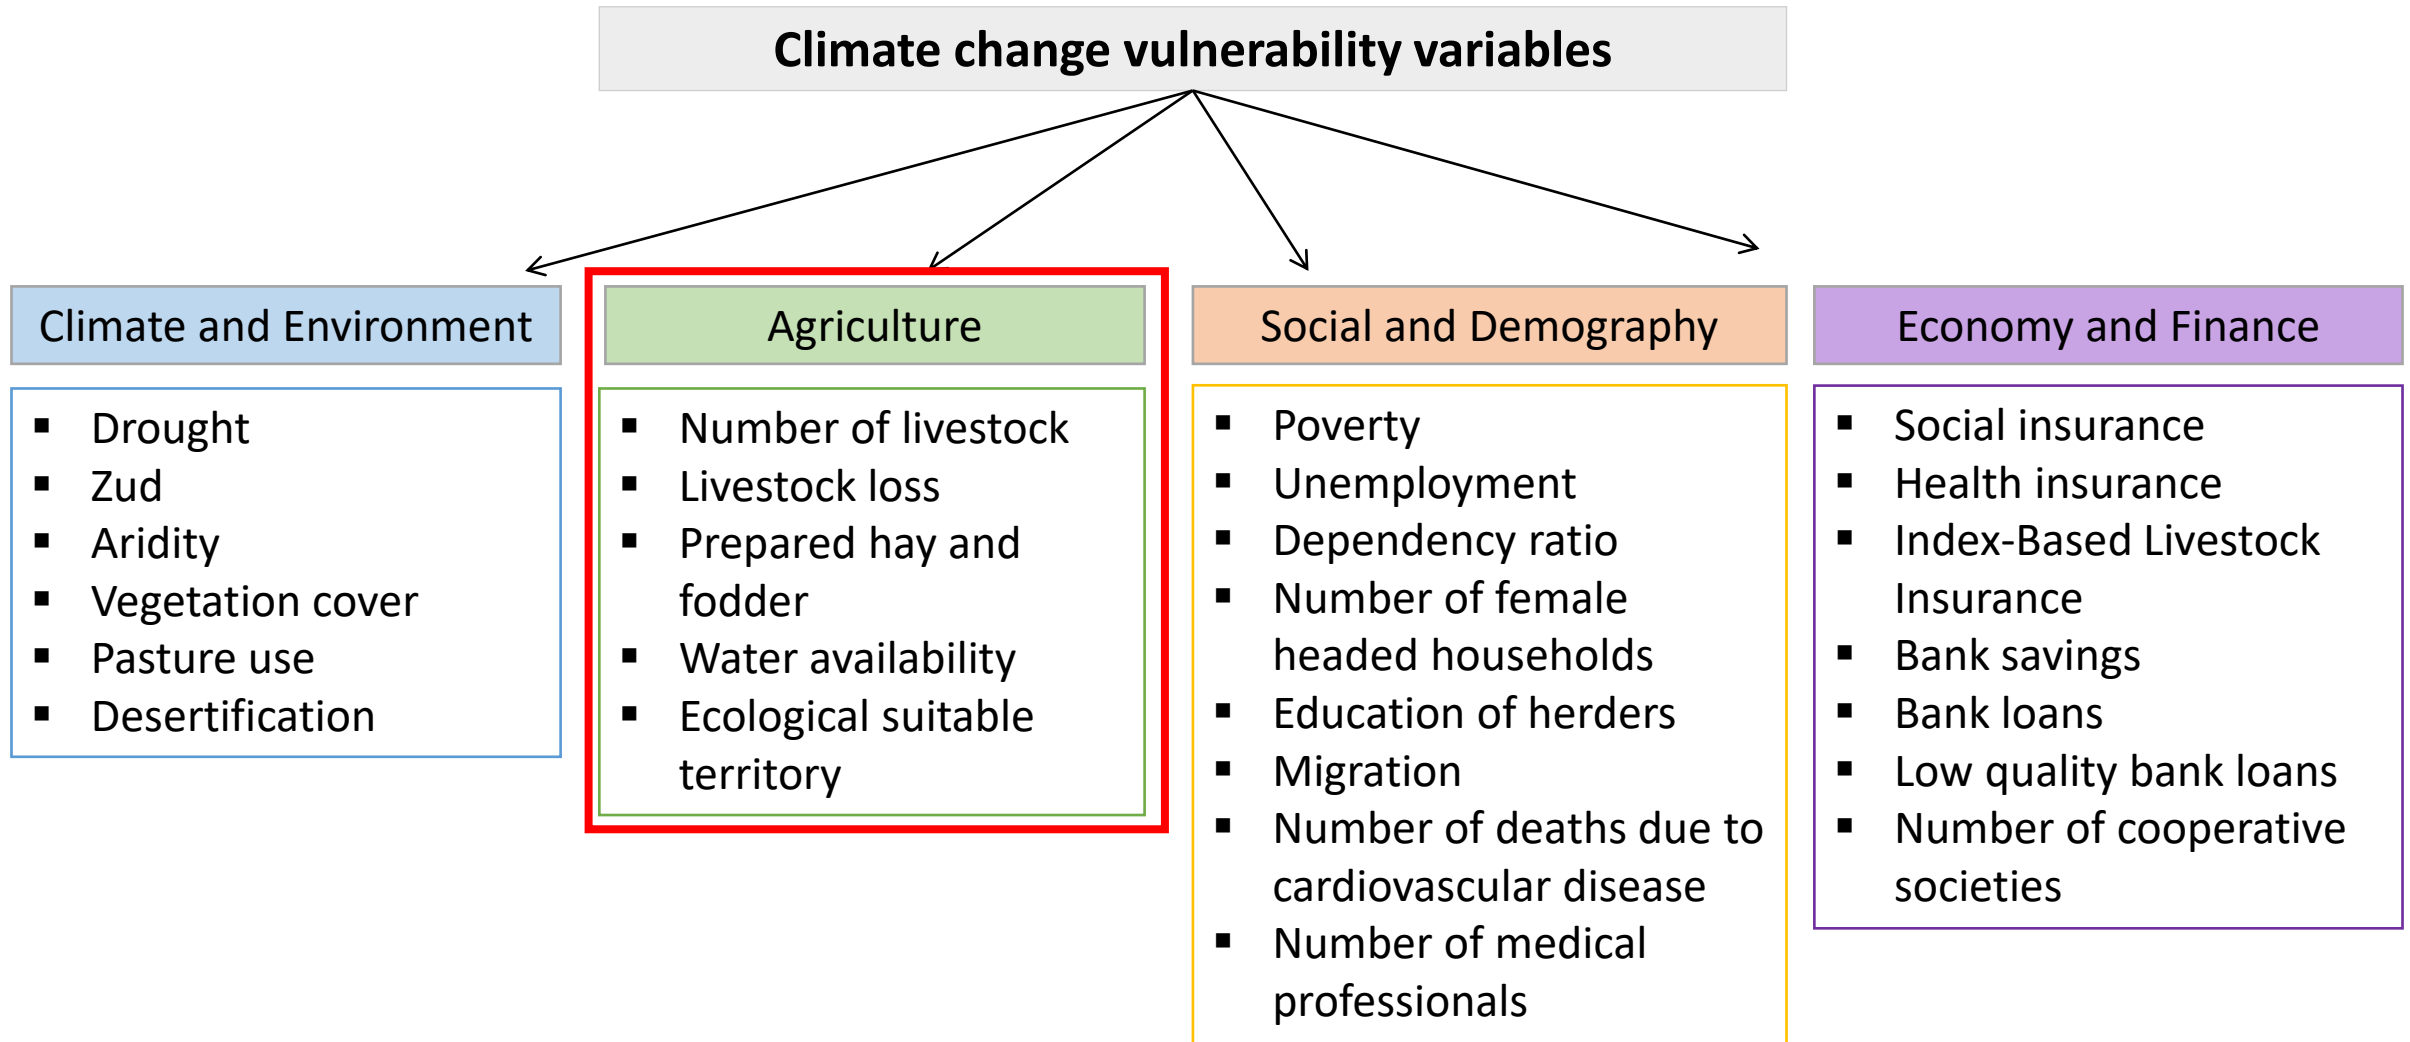 Climate change vulnerability variables
Climate and Environment
▪ Drought
▪ Zud
▪ Aridity
▪ Vegetation cover
▪ Pasture use
▪ Desertification
Agriculture
▪ Number of livestock
▪ Livestock loss
▪ Prepared hay and
fodder
▪ Water availability
▪ Ecological suitable
territory
Social and Demography
▪ Poverty
▪ Unemployment
▪ Dependency ratio
▪ Number of female
headed households
▪ Education of herders
▪ Migration
▪ Number of deaths due to
cardiovascular disease
▪ Number of medical
professionals
Economy and Finance
▪ Social insurance
▪ Health insurance
▪ Index-Based Livestock
Insurance
▪ Bank savings
▪ Bank loans
▪ Low quality bank loans
▪ Number of cooperative
societies